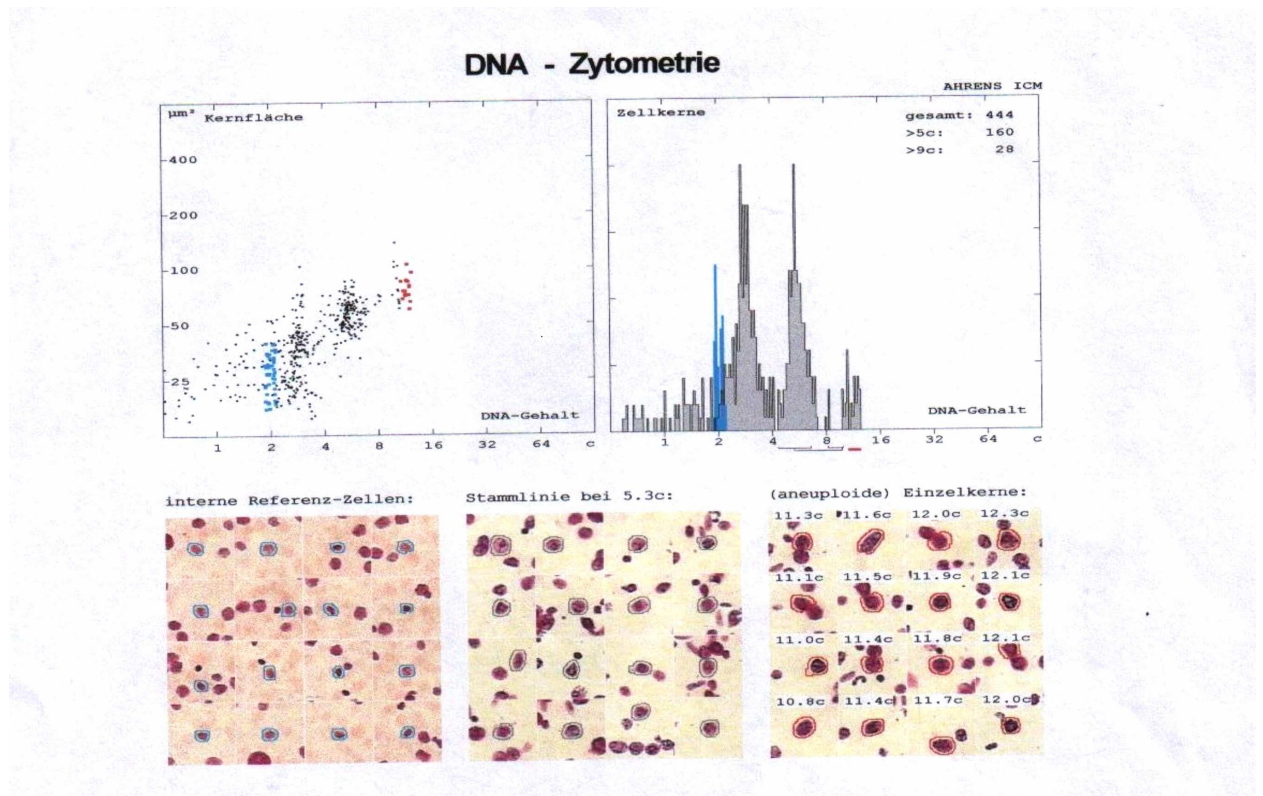 DNA - Zytometrie
AHRENS ICM
µm² Kernfläche
400
200
100
50
25
DNA-Gehalt
1 2 4 8 16 32 64 c
Zellkerne
gesamt: 444
>5c: 160
>9c: 28
DNA-Gehalt
1 2 4 8 16 32 64 c
interne Referenz-Zellen:
Stammlinie bei 5.3c:
(aneuploide) Einzelkerne:
11.3c 11.6c 12.0c 12.3c
11.1c 11.5c 11.9c 12.1c
11.0c 11.4c 11.8c 12.1c
10.8c 11.4c 11.7c 12.0c